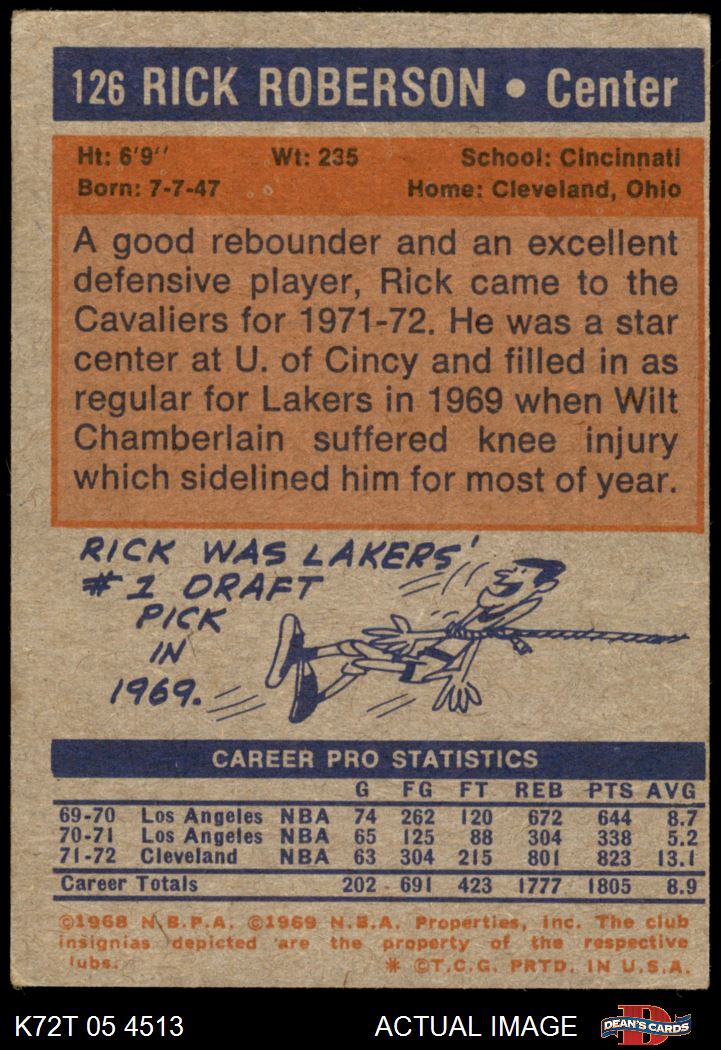 126 RICK ROBERSON • Center
Ht: 6'9'' Wt: 235 School: Cincinnati
Born: 7-7-47 Home: Cleveland, Ohio
A good rebounder and an excellent
defensive player, Rick came to the
Cavaliers for 1971-72. He was a star
center at U. of Cincy and filled in as
regular for Lakers in 1969 when Wilt
Chamberlain suffered knee injury
which sidelined him for most of year.
RICK WAS LAKERS'
# 1 DRAFT
PICK
IN
1969.
CAREER PRO STATISTICS
G FG FT REB PTS AVG
69-70 Los Angeles NBA 74 262 120 672 644 8.7
70-71 Los Angeles NBA 65 125 88 304 338 5.2
71-72 Cleveland NBA 63 304 215 801 823 13.1
Career Totals 202 691 423 1777 1805 8.9
©1968 N.B.P.A. ©1969 N.B.A. Properties, Inc. The club
insignias depicted are the property of the respective
lubs. * ©T.C.G. PRTD. IN U.S.A.
K72T 05 4513 ACTUAL IMAGE DEAN'S CARDS